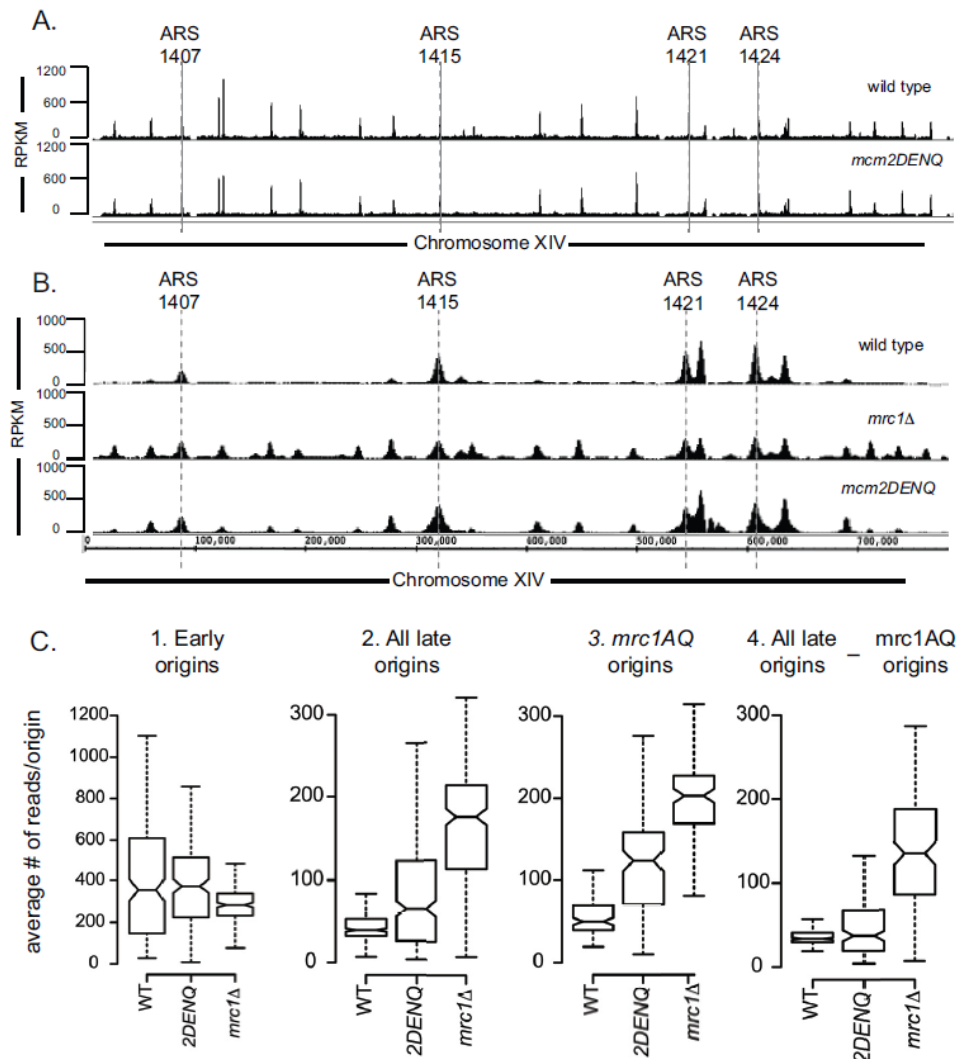 A.
ARS ARS ARS ARS
1407 1415 1421 1424
1200
600
0
wild type
1200
600
0
mcm2DENQ
RPKM
Chromosome XIV
B.
ARS ARS ARS ARS
1407 1415 1421 1424
1000
500
0
wild type
1000
500
0
mrc1Δ
1000
500
0
mcm2DENQ
RPKM
0 100,000 200,000 300,000 400,000 500,000 600,000 700,000
Chromosome XIV
C.
1. Early
origins
2. All late
origins
3. mrc1AQ
origins
4. All late – mrc1AQ
origins origins
average # of reads/origin
1200
1000
800
600
400
200
0
WT 2DENQ mrc1Δ
300
200
100
0
WT 2DENQ mrc1Δ
300
200
100
0
WT 2DENQ mrc1Δ
300
200
100
0
WT 2DENQ mrc1Δ